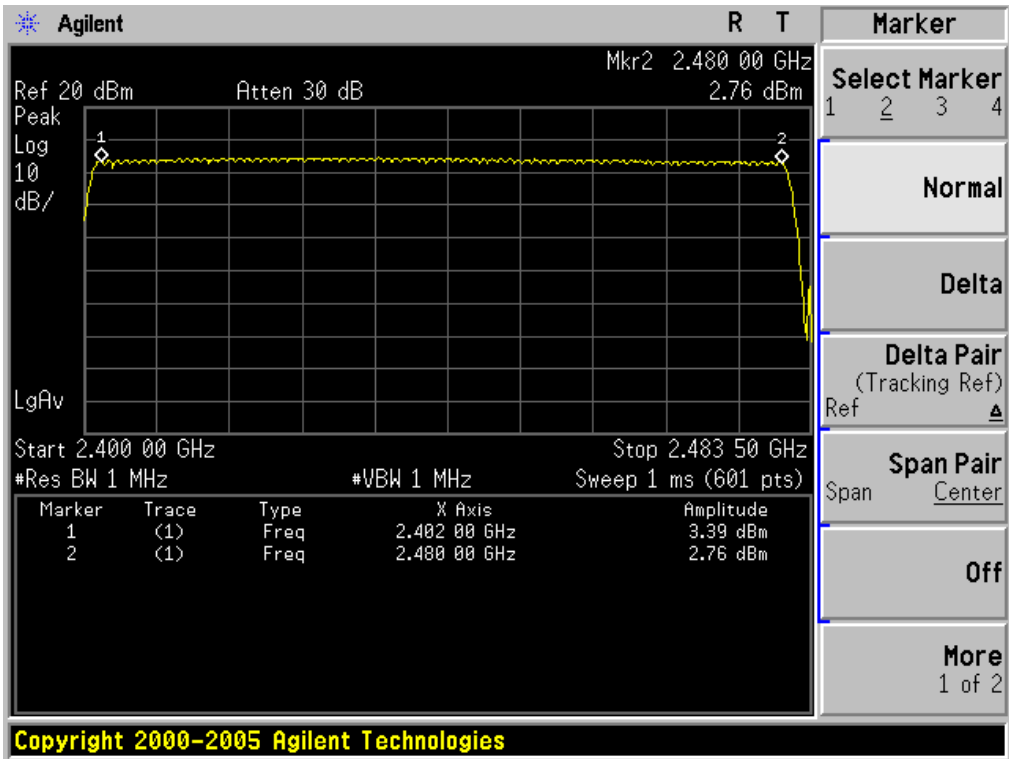 Agilent R T Marker
Mkr2 2.480 00 GHz
Ref 20 dBm Atten 30 dB 2.76 dBm
Peak
Log
10
dB/
1 2
LgAv
Start 2.400 00 GHz Stop 2.483 50 GHz
#Res BW 1 MHz #VBW 1 MHz Sweep 1 ms (601 pts)
Marker Trace Type X Axis Amplitude
1 (1) Freq 2.402 00 GHz 3.39 dBm
2 (1) Freq 2.480 00 GHz 2.76 dBm
Select Marker
1 2 3 4
Normal
Delta
Delta Pair
(Tracking Ref)
Ref Δ
Span Pair
Span Center
Off
More
1 of 2
Copyright 2000-2005 Agilent Technologies